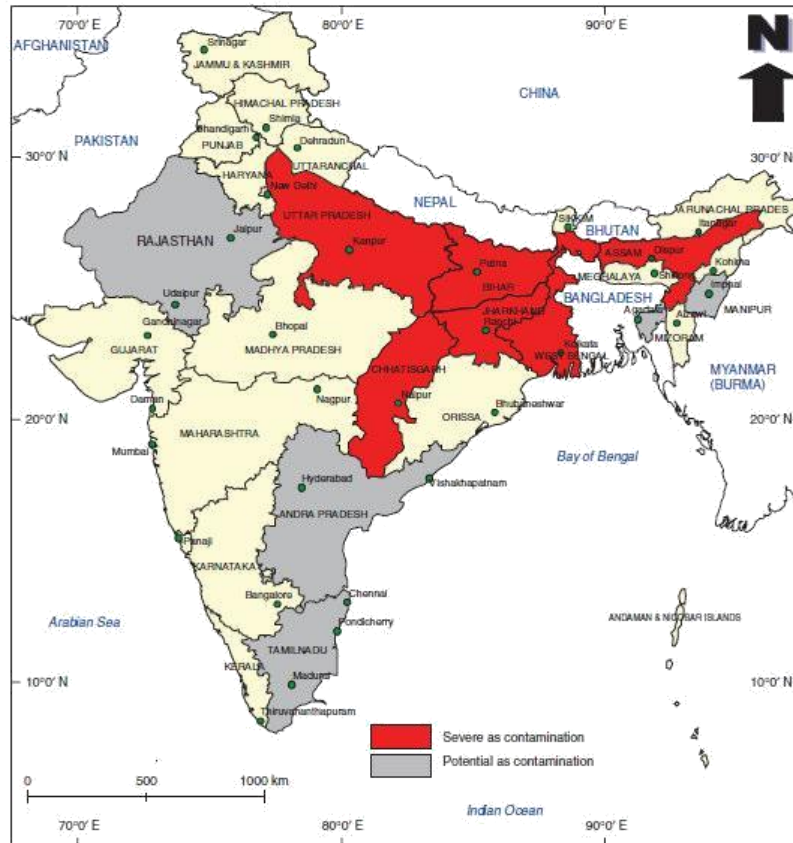 70°0' E
80°0' E
90°0' E
N
AFGHANISTAN
Srinagar
JAMMU & KASHMIR
CHINA
HIMACHAL PRADESH
Shimla
Chandigarh
PAKISTAN
PUNJAB
Dehradun
30°0' N
30°0' N
UTTARANCHAL
HARYANA
New Delhi
NEPAL
SIKKIM
ARUNACHAL PRADES
Itanagar
UTTAR PRADESH
BHUTAN
RAJASTHAN
Jaipur
Kanpur
ASSAM
Dispur
Kohima
Patna
MEGHALAYA
Shillong
BIHAR
Imphal
Udaipur
BANGLADESH
MANIPUR
JHARKHAND
Agartala
Gandhinagar
Ranchi
Bhopal
MIZORAM
GUJARAT
MADHYA PRADESH
Kolkata
WEST BENGAL
CHHATISGARH
MYANMAR
(BURMA)
Daman
Nagpur
Raipur
Bhubaneshwar
20°0' N
ORISSA
20°0' N
MAHARASHTRA
Mumbai
Bay of Bengal
Hyderabad
Vishakhapatnam
ANDRA PRADESH
Panaji
KARNATAKA
Bangalore
Chennai
Arabian Sea
ANDAMAN & NICOBAR ISLANDS
Pondicherry
TAMILNADU
KERALA
10°0' N
Madurai
10°0' N
Thiruvananthapuram
Severe as contamination
Potential as contamination
0
500
1000 km
Indian Ocean
70°0' E
80°0' E
90°0' E